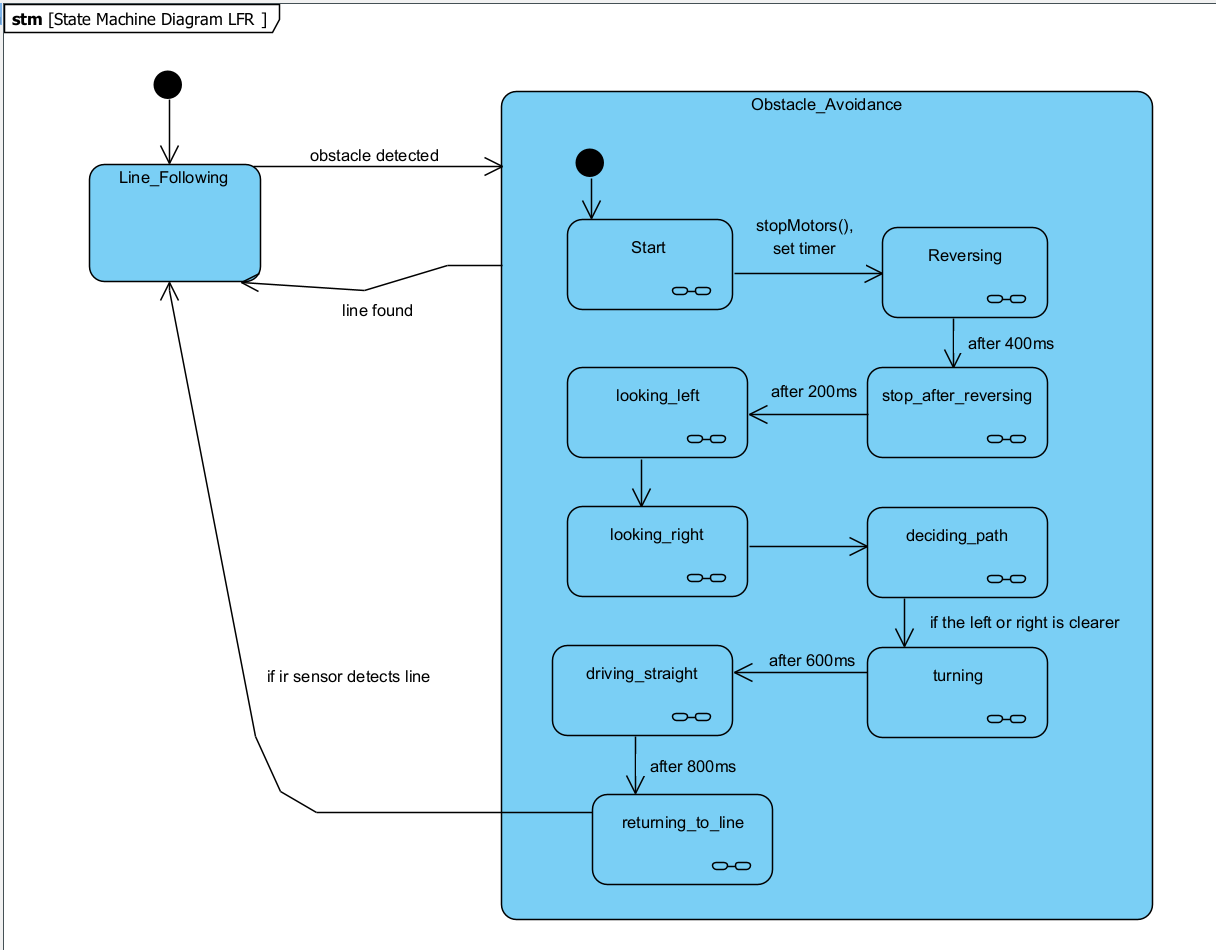 stm [State Machine Diagram LFR ]
Obstacle_Avoidance
obstacle detected
Line_Following
stopMotors(),
set timer
Start
Reversing
line found
after 400ms
looking_left
after 200ms
stop_after_reversing
looking_right
deciding_path
if the left or right is clearer
if ir sensor detects line
driving_straight
after 600ms
turning
after 800ms
returning_to_line